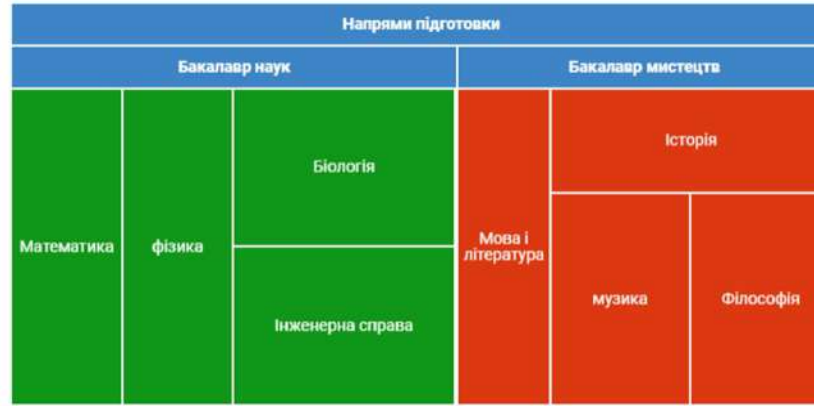 Напрями підготовки
Бакалавр наук
Бакалавр мистецтв
Математика
фізика
Біологія
Інженерна справа
Мова і
література
Історія
музика
Філософія